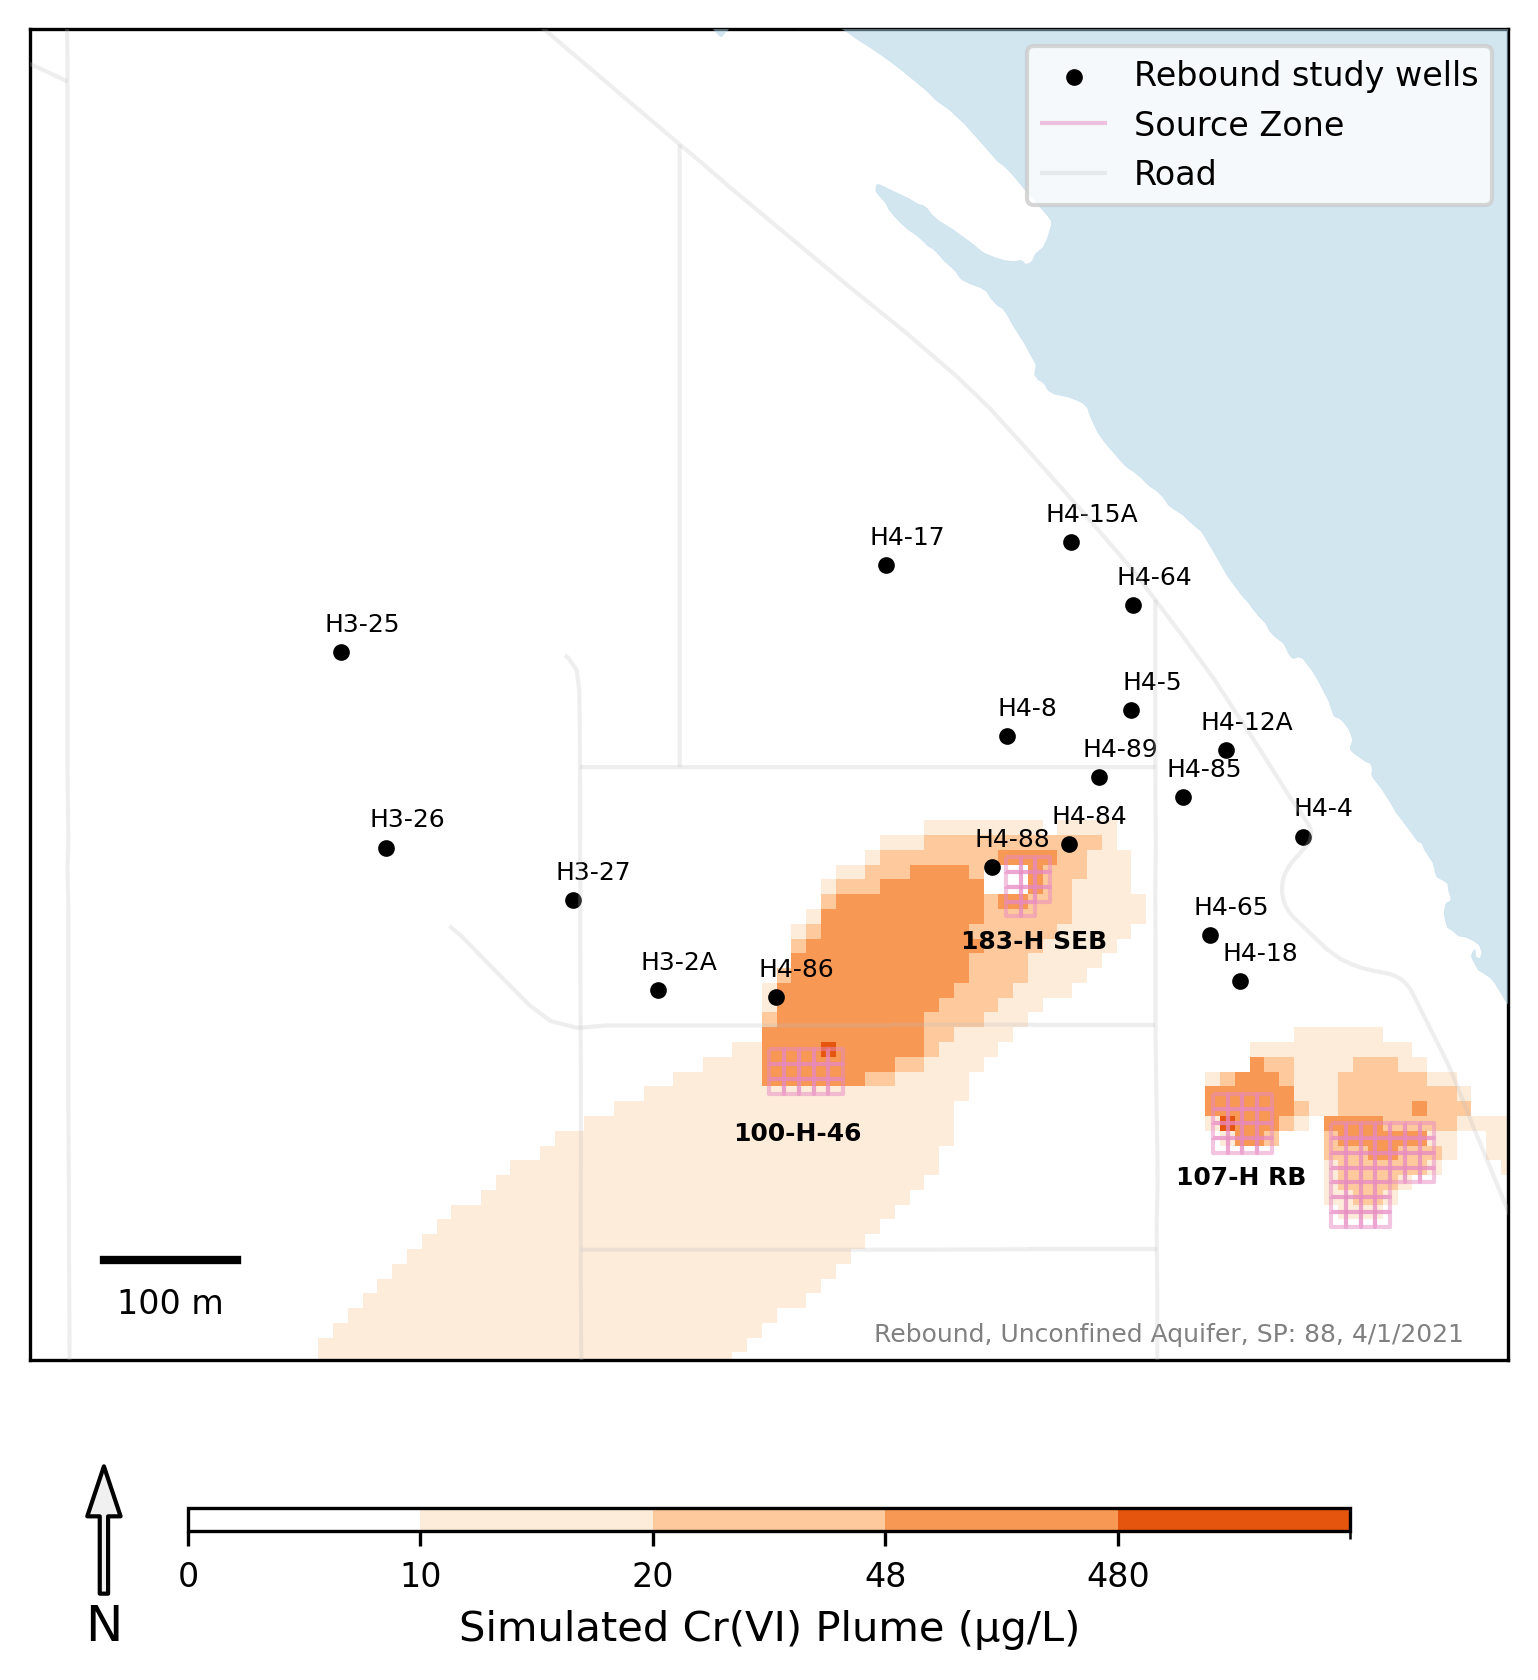 Rebound study wells
Source Zone
Road
H4-15A
H4-17
H4-64
H3-25
H4-5
H4-8
H4-12A
H4-89
H4-85
H4-4
H4-84
H3-26
H4-88
H3-27
H4-65
183-H SEB
H4-18
H3-2A
H4-86
100-H-46
107-H RB
100 m
Rebound, Unconfined Aquifer, SP: 88, 4/1/2021
0 10 20 48 480
N
Simulated Cr(VI) Plume (µg/L)